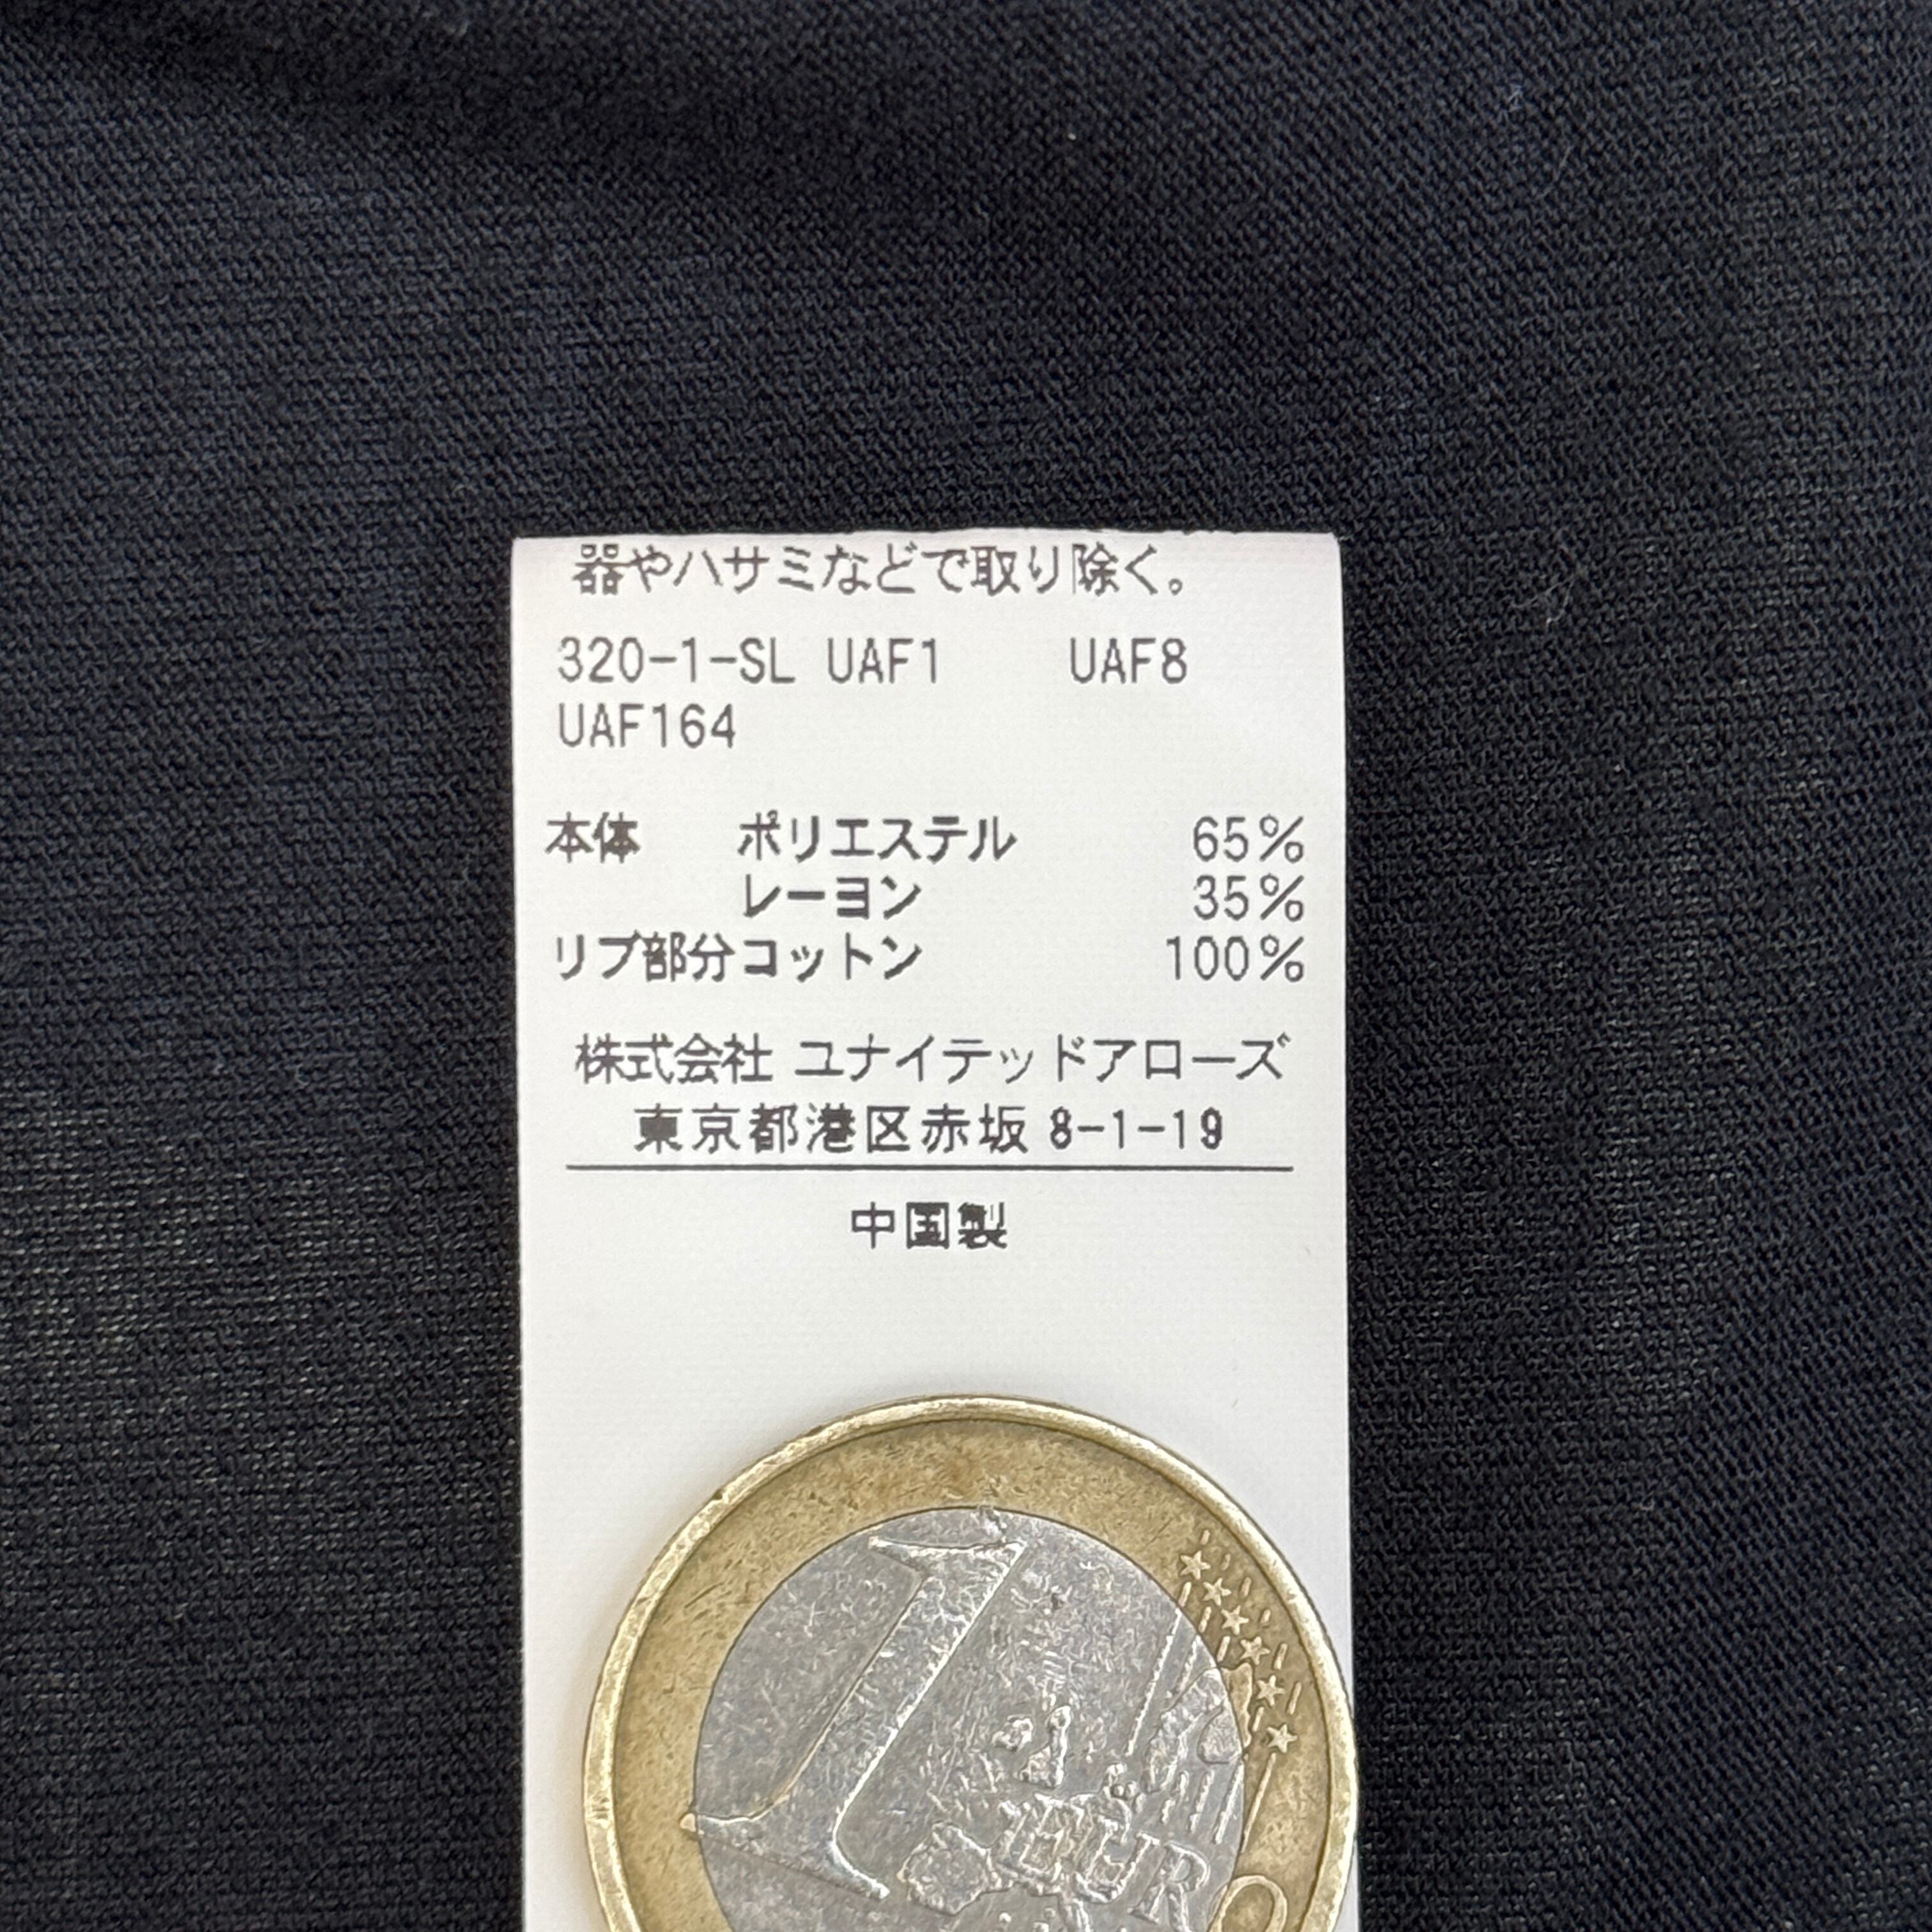 器やハサミなどで取り除く。
320-1-SL UAF1 UAF8
UAF164
本体 ポリエステル 65%
レーヨン 35%
リブ部分コットン 100%
株式会社 ユナイテッドアローズ
東京都港区赤坂 8-1-19
中国製
1
EURO